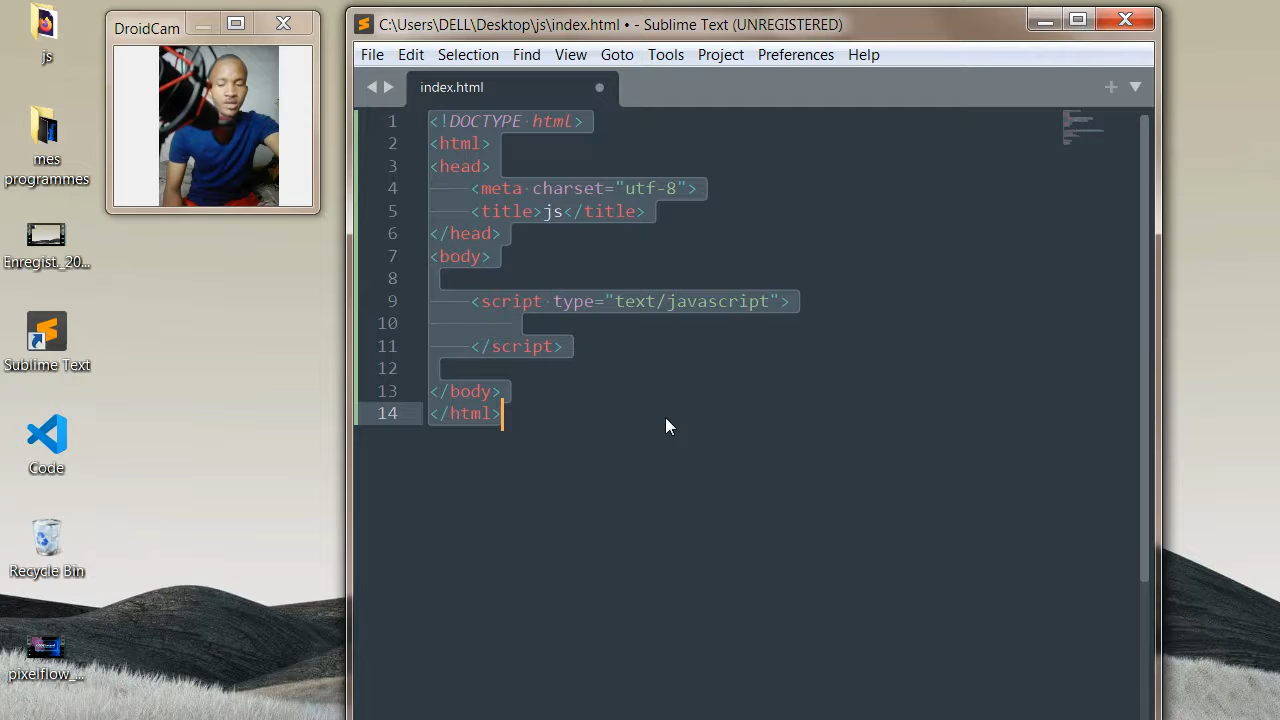 js
mes
programmes
Enregist._20...
Sublime Text
Code
Recycle Bin
pixelflow_...
DroidCam
C:\Users\DELL\Desktop\js\index.html • - Sublime Text (UNREGISTERED)
File Edit Selection Find View Goto Tools Project Preferences Help
index.html
1 <!DOCTYPE html>
2 <html>
3 <head>
4 <meta charset="utf-8">
5 <title>js</title>
6 </head>
7 <body>
8
9 <script type="text/javascript">
10
11 </script>
12
13 </body>
14 </html>